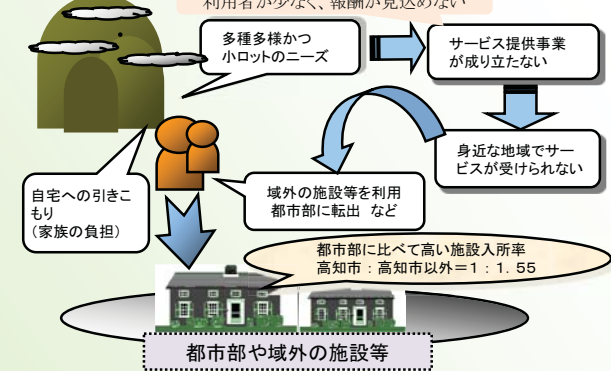 利用者が少なく、報酬が見込めない
多種多様かつ
小ロットのニーズ
サービス提供事業
が成り立たない
身近な地域でサー
ビスが受けられない
域外の施設等を利用
都市部に転出 など
自宅への引きこ
もり
(家族の負担)
都市部に比べて高い施設入所率
高知市：高知市以外＝1：1.55
都市部や域外の施設等